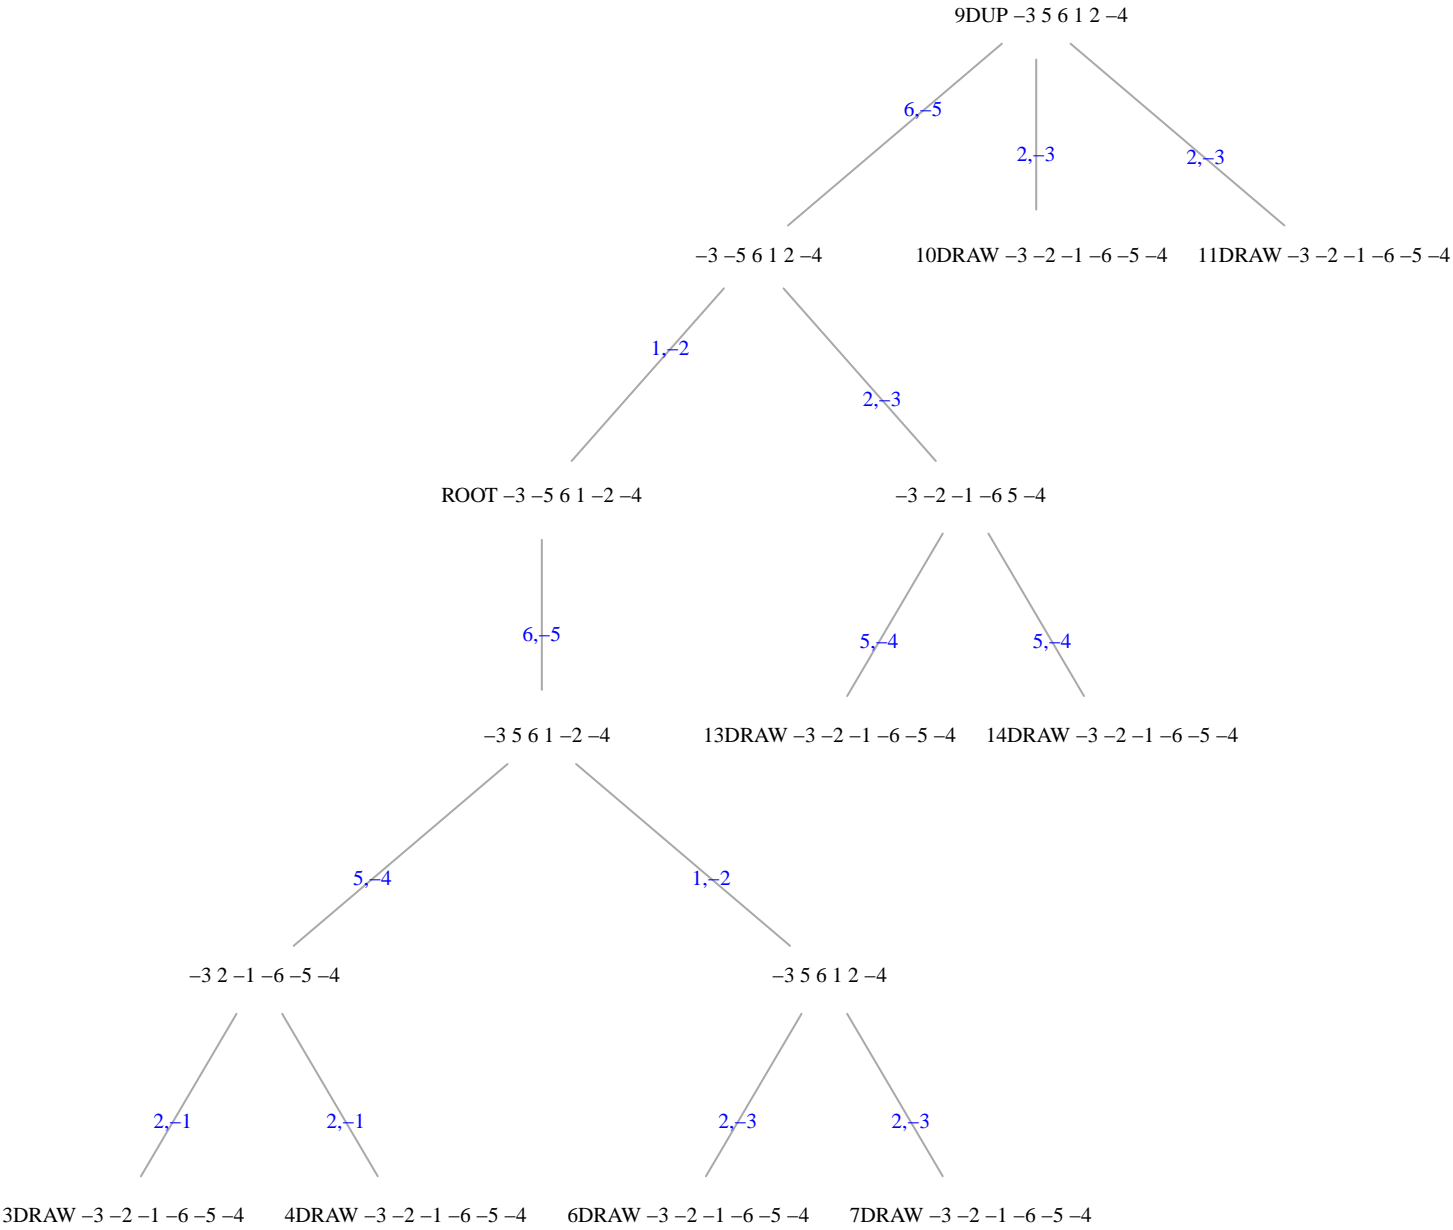 9DUP −3 5 6 1 2 −4
6,−5
2,−3
2,−3
−3 −5 6 1 2 −4
10DRAW −3 −2 −1 −6 −5 −4
11DRAW −3 −2 −1 −6 −5 −4
1,−2
2,−3
ROOT −3 −5 6 1 −2 −4
−3 −2 −1 −6 5 −4
6,−5
5,−4
5,−4
−3 5 6 1 −2 −4
13DRAW −3 −2 −1 −6 −5 −4
14DRAW −3 −2 −1 −6 −5 −4
5,−4
1,−2
−3 2 −1 −6 −5 −4
−3 5 6 1 2 −4
2,−1
2,−1
2,−3
2,−3
3DRAW −3 −2 −1 −6 −5 −4
4DRAW −3 −2 −1 −6 −5 −4
6DRAW −3 −2 −1 −6 −5 −4
7DRAW −3 −2 −1 −6 −5 −4